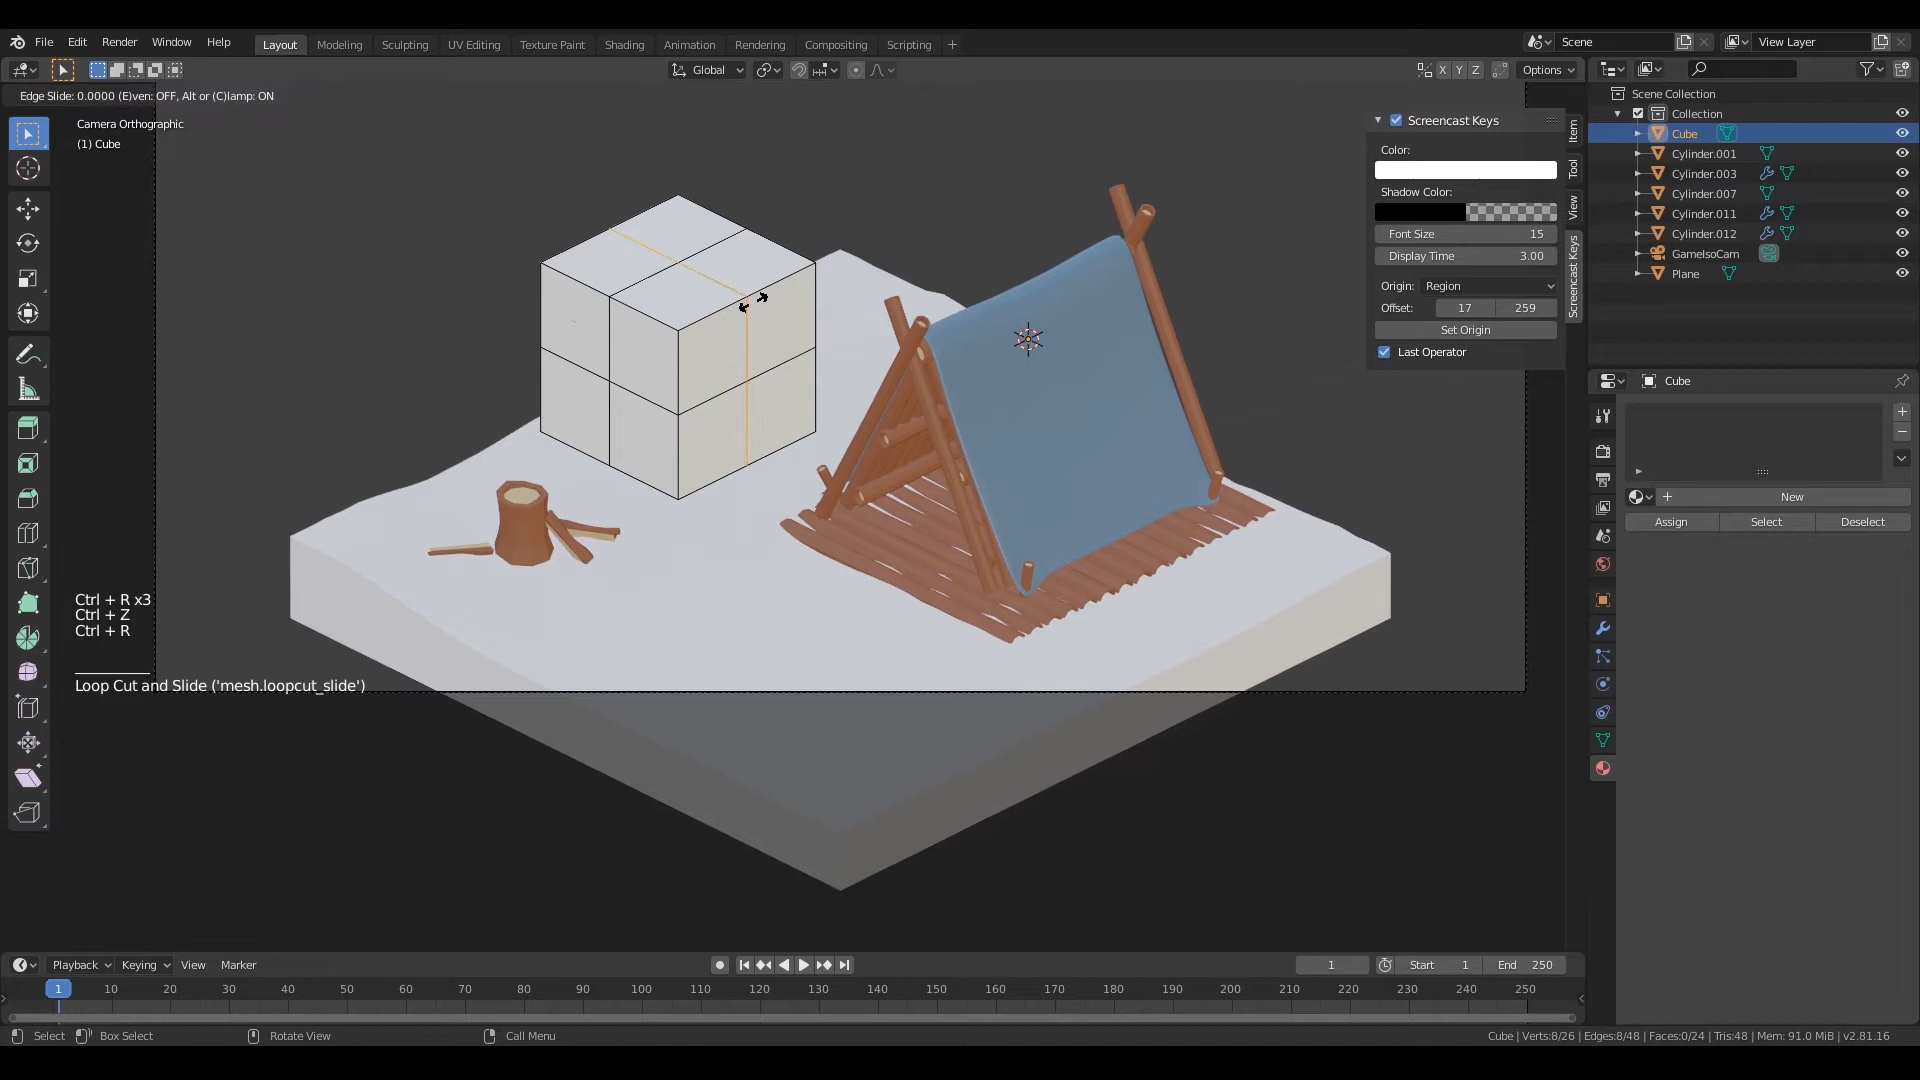 File Edit Render Window Help Layout Modeling Sculpting UV Editing Texture Paint Shading Animation Rendering Compositing Scripting + Scene View Layer
Global X Y Z Options
Edge Slide: 0.0000 (E)ven: OFF, Alt or (C)lamp: ON
Camera Orthographic
(1) Cube
Screencast Keys
Color:
Shadow Color:
Font Size 15
Display Time 3.00
Origin: Region
Offset: 17 259
Set Origin
Last Operator
Item
Tool
View
Screencast Keys
Scene Collection
Collection
Cube
Cylinder.001
Cylinder.003
Cylinder.007
Cylinder.011
Cylinder.012
GameIsoCam
Plane
Cube
New
Assign Select Deselect
Ctrl + R x3
Ctrl + Z
Ctrl + R
Loop Cut and Slide ('mesh.loopcut_slide')
Playback Keying View Marker 1 Start 1 End 250
1 10 20 30 40 50 60 70 80 90 100 110 120 130 140 150 160 170 180 190 200 210 220 230 240 250
Select Box Select Rotate View Call Menu Cube | Verts:8/26 | Edges:8/48 | Faces:0/24 | Tris:48 | Mem: 91.0 MiB | v2.81.16